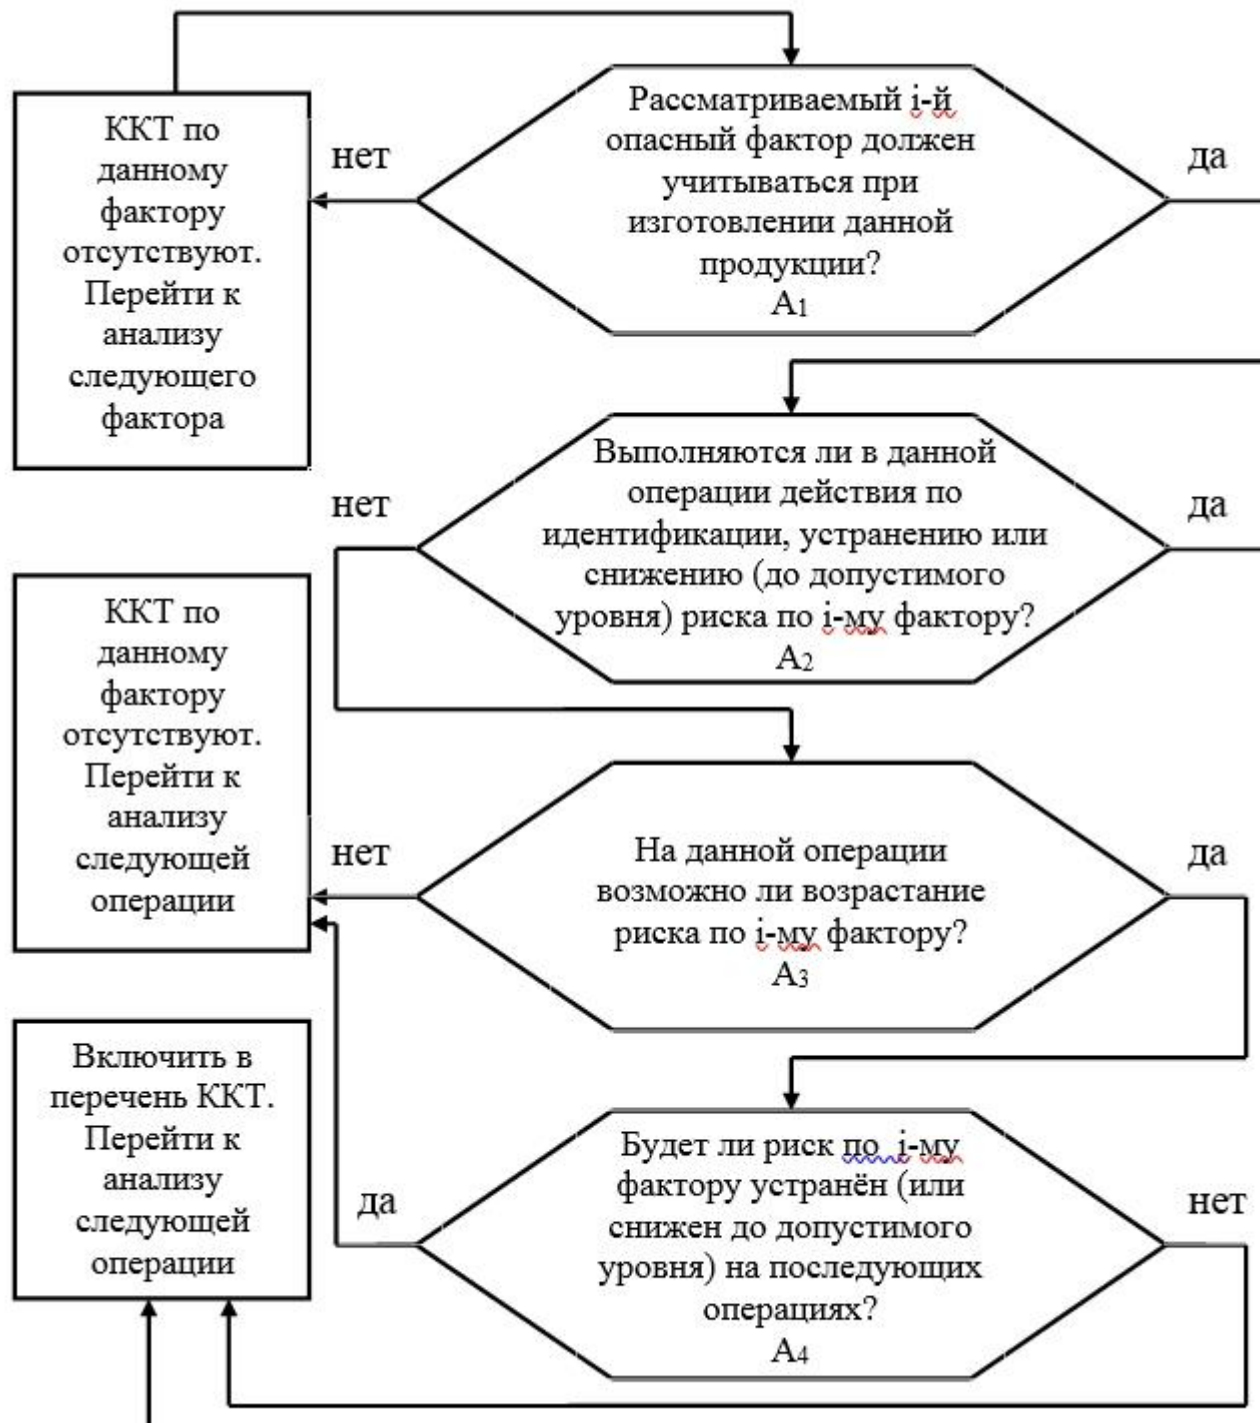 Рассматриваемый i-й
опасный фактор должен
учитываться при
изготовлении данной
продукции?
A1
нет
да
ККТ по
данному
фактору
отсутствуют.
Перейти к
анализу
следующего
фактора
Выполняются ли в данной
операции действия по
идентификации, устранению или
снижению (до допустимого
уровня) риска по i-му фактору?
A2
нет
да
ККТ по
данному
фактору
отсутствуют.
Перейти к
анализу
следующей
операции
На данной операции
возможно ли возрастание
риска по i-му фактору?
A3
нет
да
Включить в
перечень ККТ.
Перейти к
анализу
следующей
операции
Будет ли риск по i-му
фактору устранён (или
снижен до допустимого
уровня) на последующих
операциях?
A4
да
нет